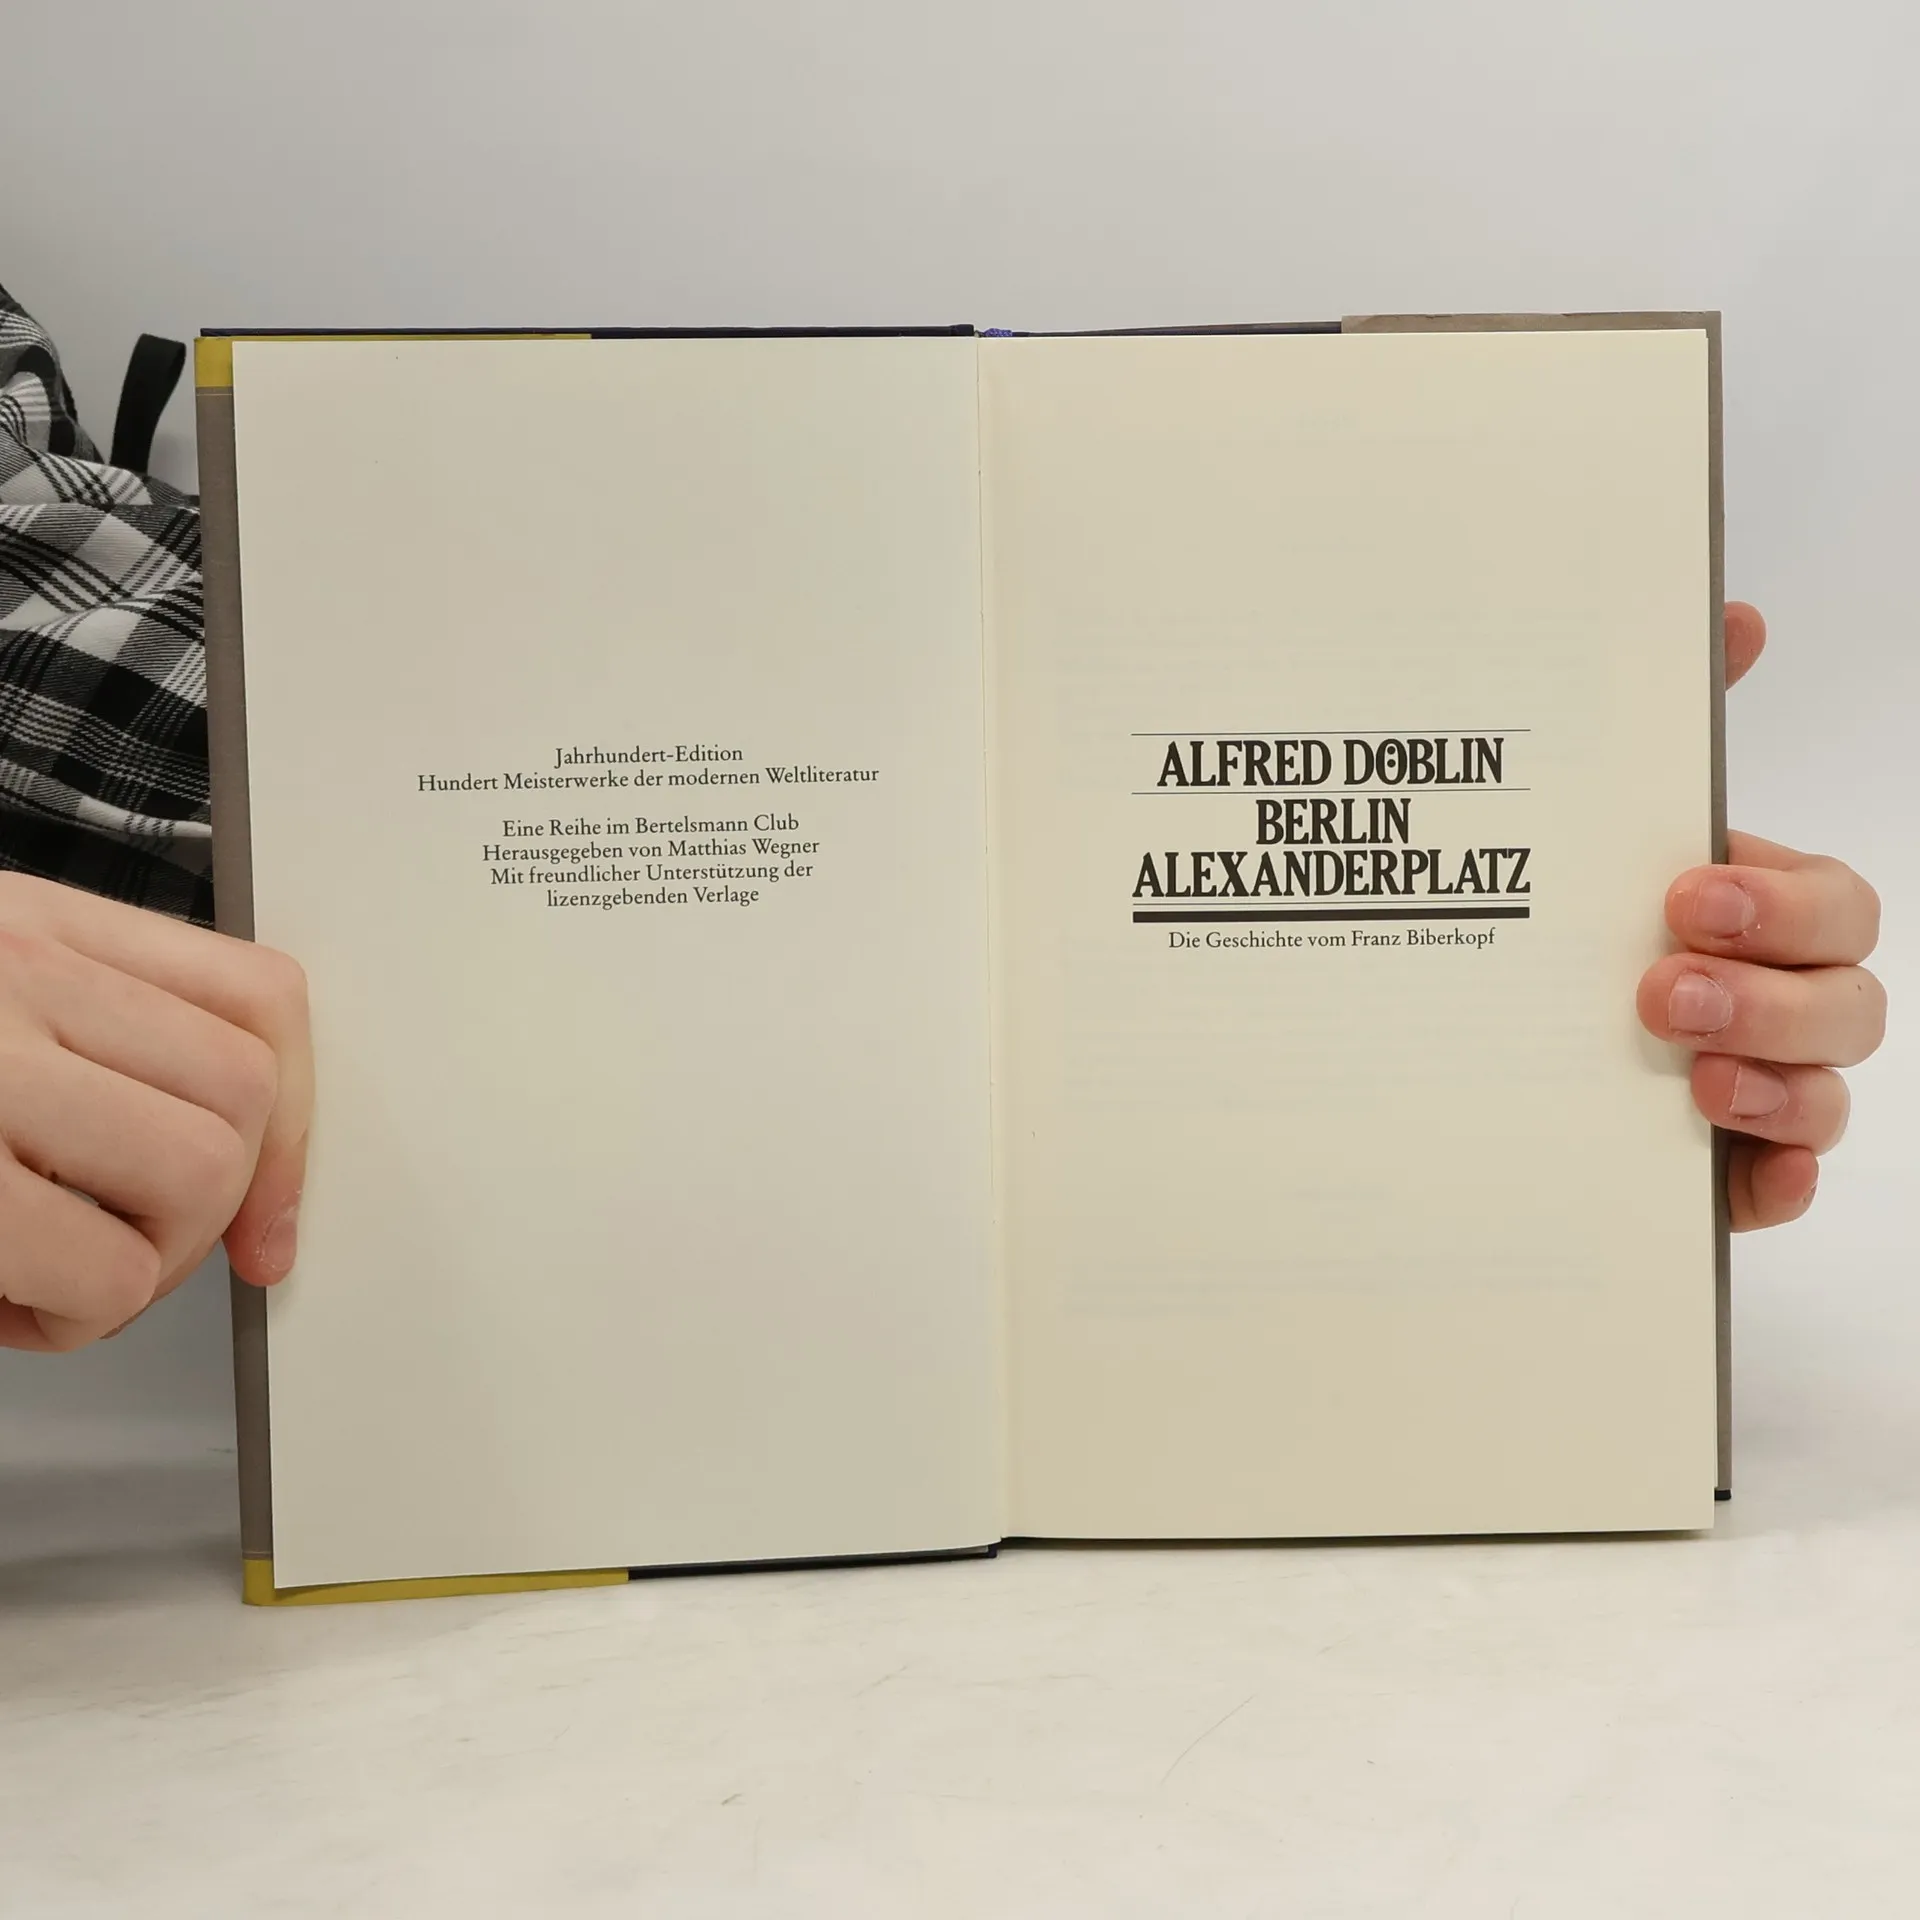 Jahrhundert-Edition
Hundert Meisterwerke der modernen Weltliteratur
Eine Reihe im Bertelsmann Club
Herausgegeben von Matthias Wegner
Mit freundlicher Unterstützung der
lizenzgebenden Verlage
ALFRED DÖBLIN
BERLIN
ALEXANDERPLATZ
Die Geschichte vom Franz Biberkopf